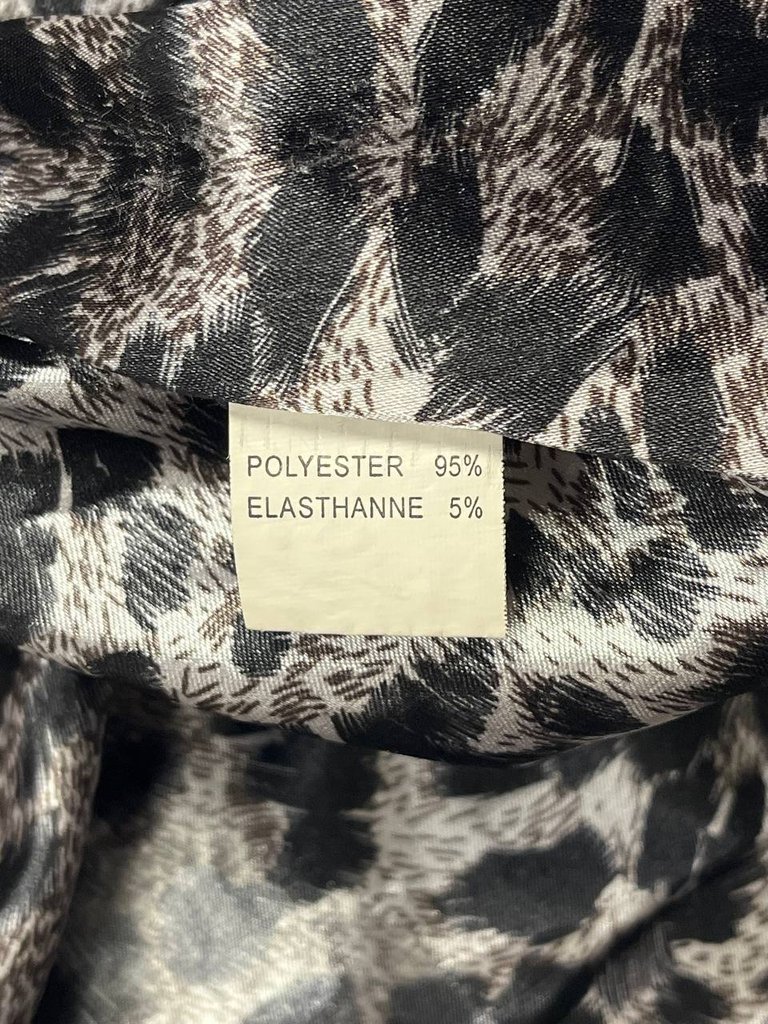 POLYESTER 95%
ELASTHANNE 5%